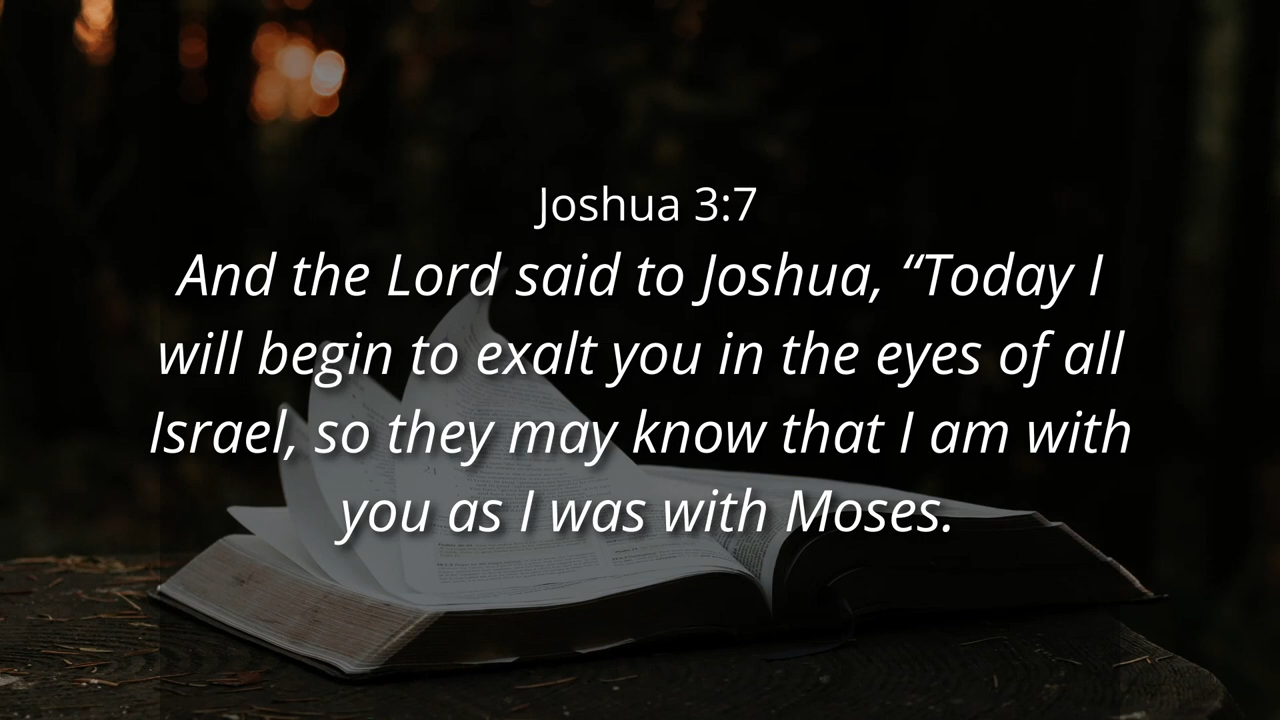 Joshua 3:7
And the Lord said to Joshua, “Today I
will begin to exalt you in the eyes of all
Israel, so they may know that I am with
you as I was with Moses.